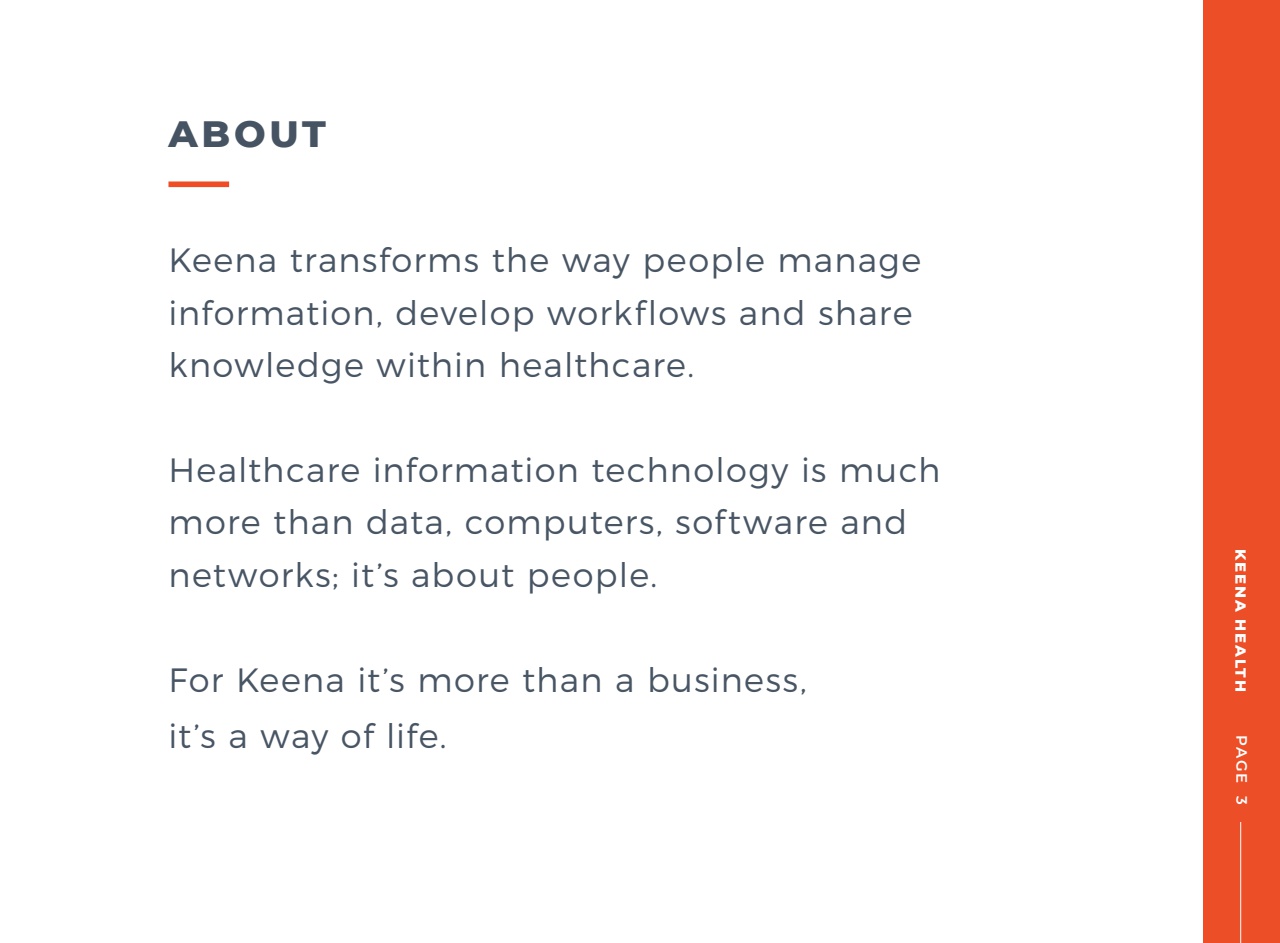 ABOUT
Keena transforms the way people manage
information, develop workflows and share
knowledge within healthcare.
Healthcare information technology is much
more than data, computers, software and
networks; it’s about people.
For Keena it’s more than a business,
it’s a way of life.
KEENA HEALTH PAGE 3